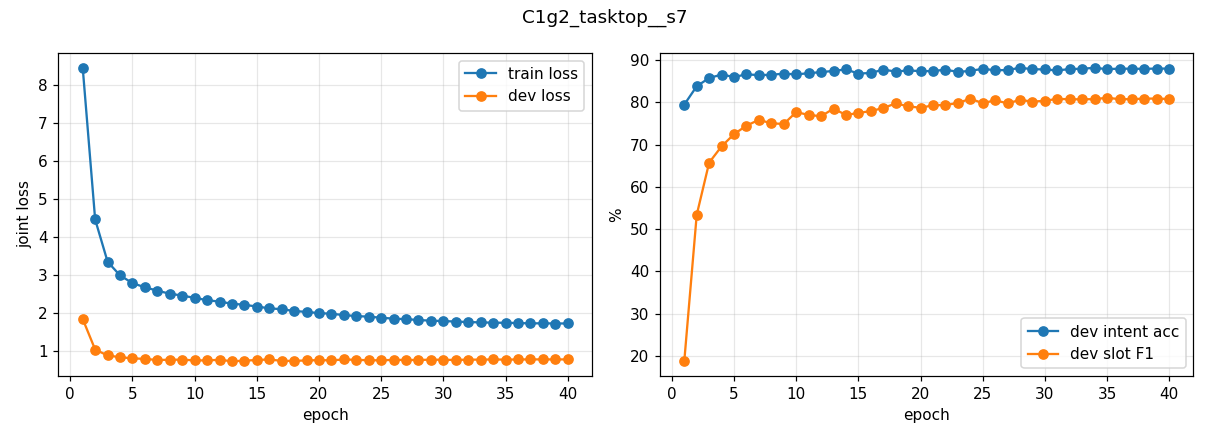 C1g2_tasktop__s7
joint loss
8
7
6
5
4
3
2
1
0 5 10 15 20 25 30 35 40
epoch
train loss
dev loss
%
90
80
70
60
50
40
30
20
0 5 10 15 20 25 30 35 40
epoch
dev intent acc
dev slot F1